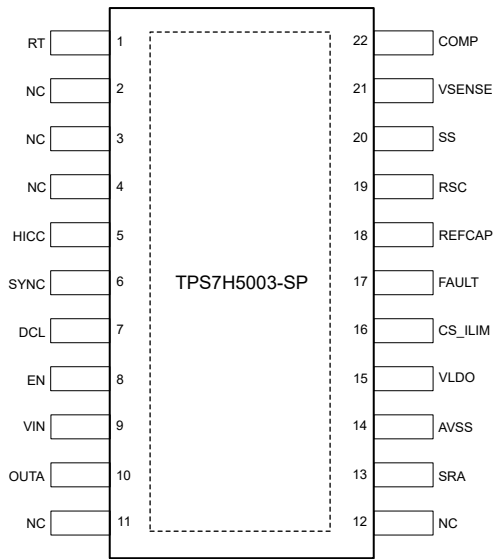 RT 1 22 COMP
NC 2 21 VSENSE
NC 3 20 SS
NC 4 19 RSC
HICC 5 18 REFCAP
SYNC 6 TPS7H5003-SP 17 FAULT
DCL 7 16 CS_ILIM
EN 8 15 VLDO
VIN 9 14 AVSS
OUTA 10 13 SRA
NC 11 12 NC